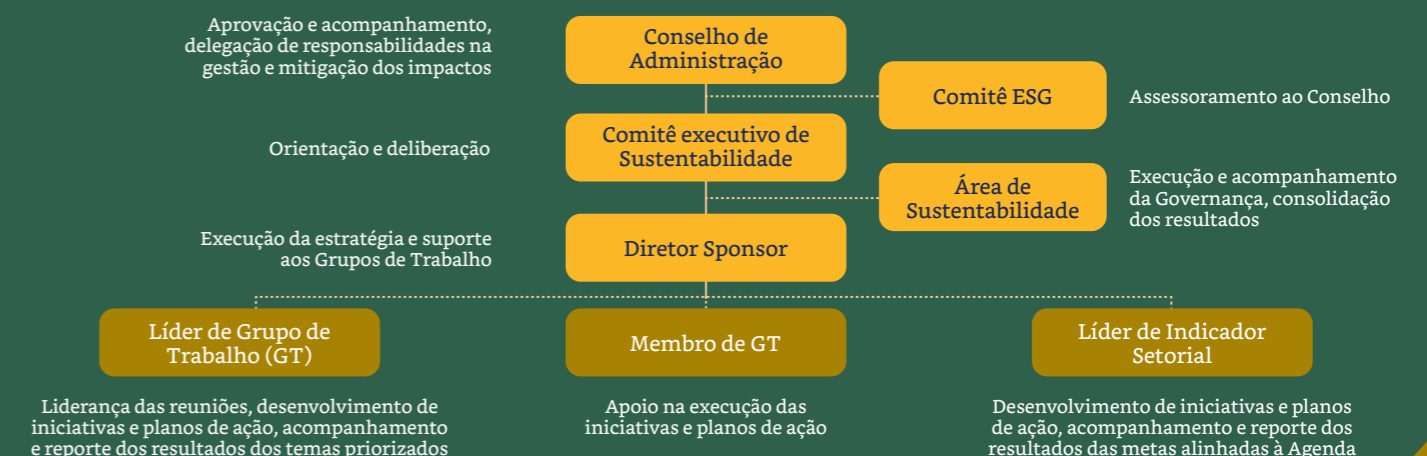 Aprovação e acompanhamento,
delegação de responsabilidades na
gestão e mitigação dos impactos
Conselho de
Administração
Comitê ESG
Assessoramento ao Conselho
Orientação e deliberação
Comitê executivo de
Sustentabilidade
Área de
Sustentabilidade
Execução e acompanhamento
da Governança, consolidação
dos resultados
Execução da estratégia e suporte
aos Grupos de Trabalho
Diretor Sponsor
Líder de Grupo de
Trabalho (GT)
Liderança das reuniões, desenvolvimento de
iniciativas e planos de ação, acompanhamento
e reporte dos resultados dos temas priorizados
Membro de GT
Apoio na execução das
iniciativas e planos de ação
Líder de Indicador
Setorial
Desenvolvimento de iniciativas e planos
de ação, acompanhamento e reporte dos
resultados das metas alinhadas à Agenda